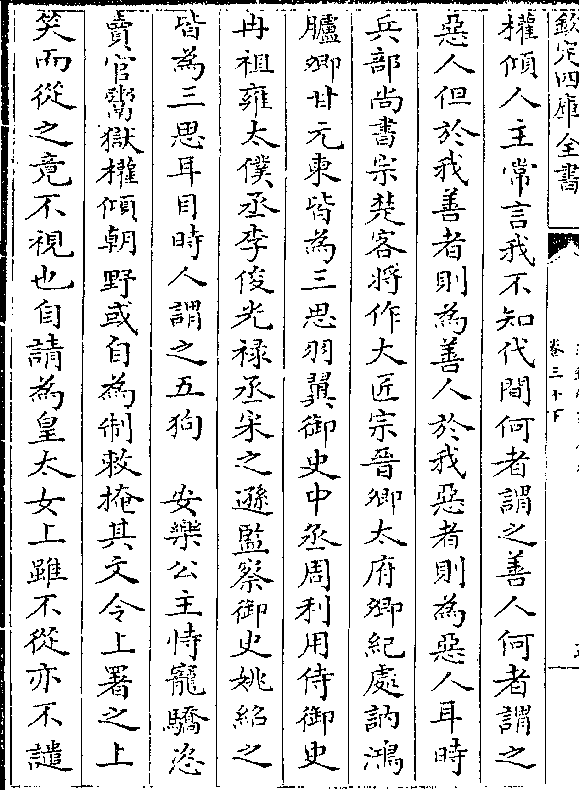 欽定四庫全書
卷三十下
權傾人主常言我不知代間何者謂之善人何者謂之
惡人但於我善者則為善人於我惡者則為惡人耳時
兵部尚書宗楚客將作大匠宗晉卿太府卿紀處訥鴻
臚卿甘元柬皆為三思羽翼御史中丞周利用侍御史
冉祖雍太僕丞李俊光祿丞宋之遜監察御史姚紹之
皆為三思耳目時人謂之五狗　安樂公主恃寵驕恣
賣官鬻獄權傾朝野或自為制敕掩其文令上署之上
笑而從之竟不視也自請為皇太女上雖不從亦不譴